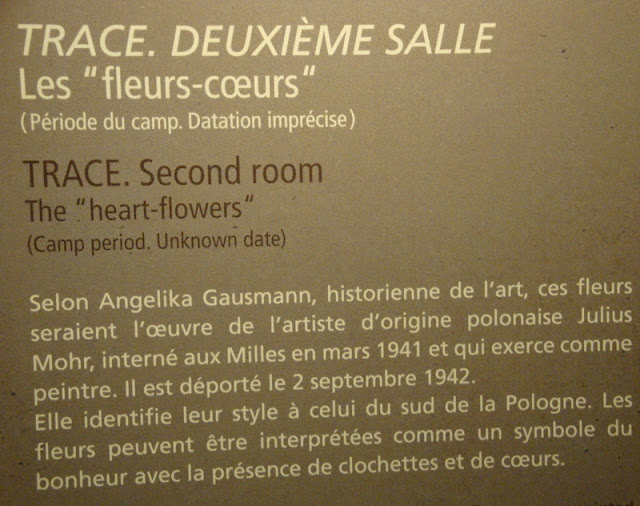 TRACE. DEUXIÈME SALLE
Les "fleurs-cœurs"
(Période du camp. Datation imprécise)
TRACE. Second room
The "heart-flowers"
(Camp period. Unknown date)
Selon Angelika Gausmann, historienne de l'art, ces fleurs
seraient l'œuvre de l'artiste d'origine polonaise Julius
Mohr, interné aux Milles en mars 1941 et qui exerce comme
peintre. Il est déporté le 2 septembre 1942.
Elle identifie leur style à celui du sud de la Pologne. Les
fleurs peuvent être interprétées comme un symbole du
bonheur avec la présence de clochettes et de cœurs.